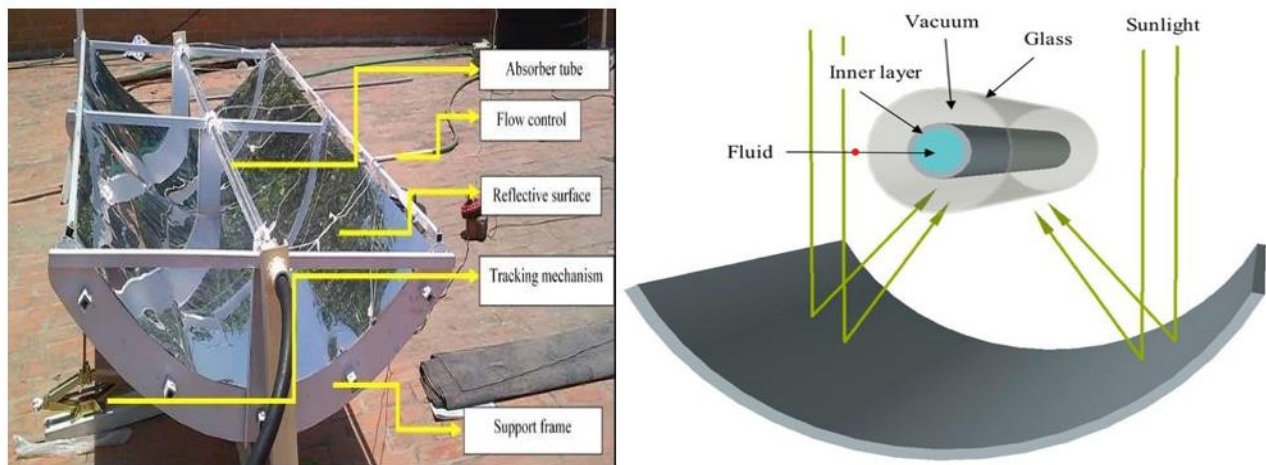 Absorber tube
Flow control
Reflective surface
Tracking mechanism
Support frame
Vacuum
Sunlight
Glass
Inner layer
Fluid